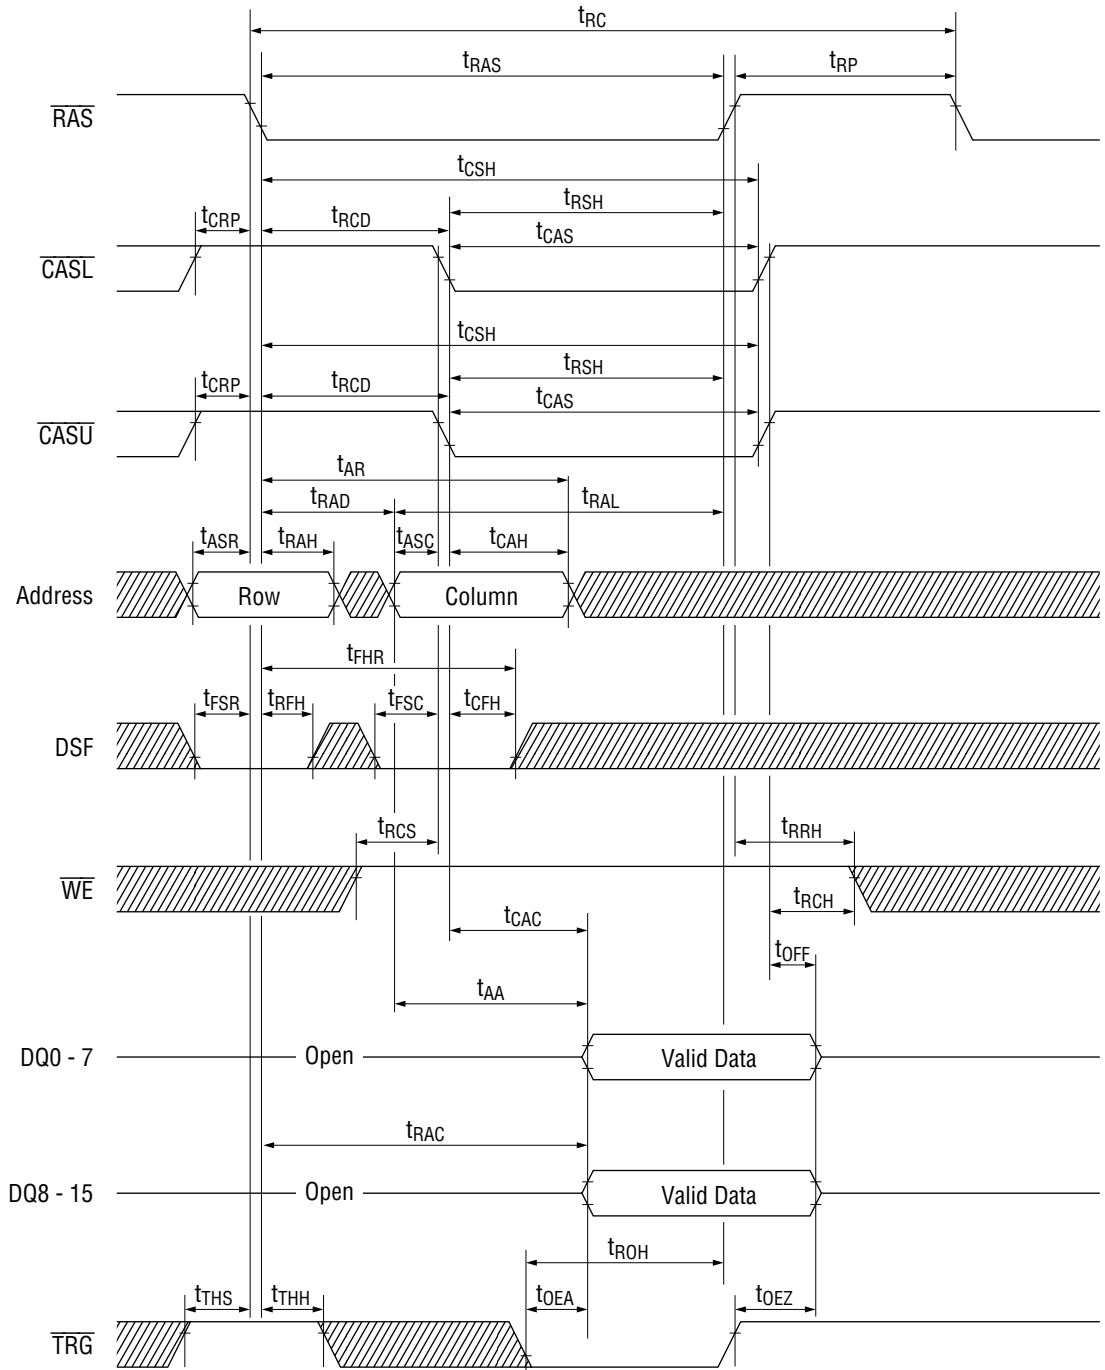 tRC
tRAS tRP
RAS
tCSH
tRSH
tCRP tRCD tCAS
CASL
tCSH
tRSH
tCRP tRCD tCAS
CASU
tAR
tRAD tRAL
tASR tRAH tASC tCAH
Address Row Column
tFHR
tFSR tRFH tFSC tCFH
DSF
tRCS tRRH
WE
tRCH
tCAC
tOFF
tAA
DQ0 - 7 Open Valid Data
tRAC
DQ8 - 15 Open Valid Data
tROH
tTHS tTHH tOEA tOEZ
TRG